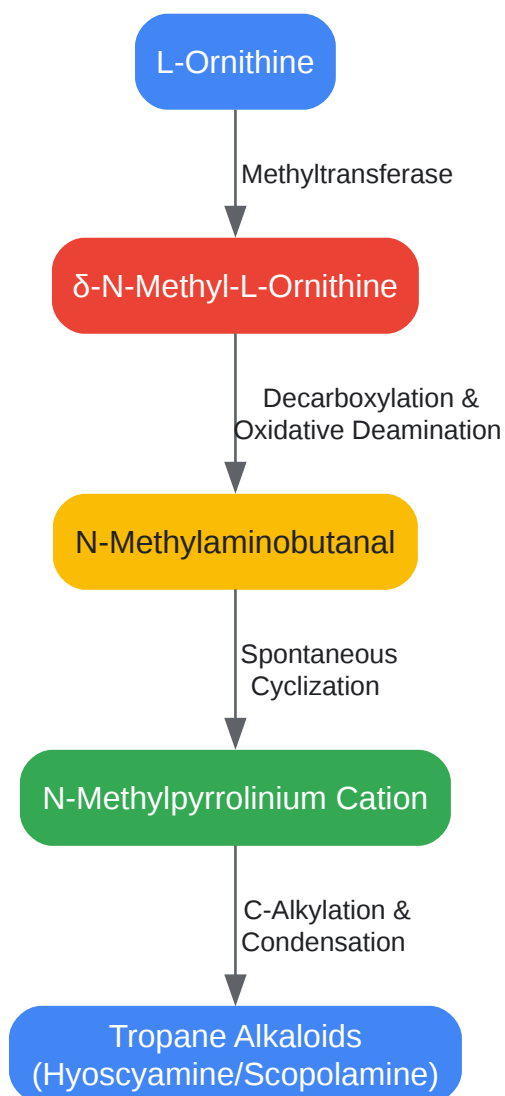 L-Ornithine
Methyltransferase
δ-N-Methyl-L-Ornithine
Decarboxylation &
Oxidative Deamination
N-Methylaminobutanal
Spontaneous
Cyclization
N-Methylpyrrolinium Cation
C-Alkylation &
Condensation
Tropane Alkaloids
(Hyoscyamine/Scopolamine)